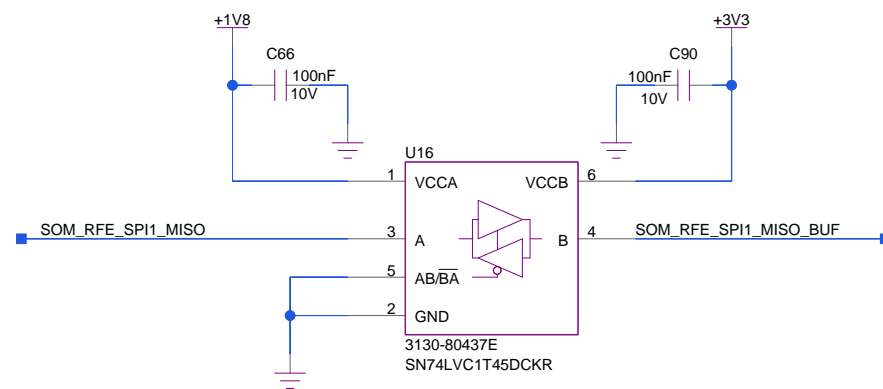 +1V8
+3V3
C66
C90
100nF
100nF
10V
10V
U16
1
VCCA
VCCB
6
SOM_RFE_SPI1_MISO
3
A
B
4
SOM_RFE_SPI1_MISO_BUF
5
AB/B̅A̅
2
GND
3130-80437E
SN74LVC1T45DCKR